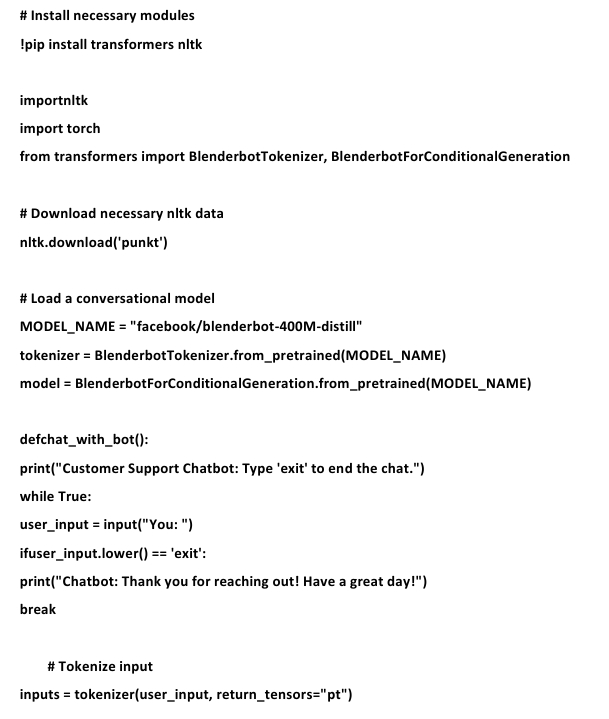 # Install necessary modules
!pip install transformers nltk
importnltk
import torch
from transformers import BlenderbotTokenizer, BlenderbotForConditionalGeneration
# Download necessary nltk data
nltk.download('punkt')
# Load a conversational model
MODEL_NAME = "facebook/blenderbot-400M-distill"
tokenizer = BlenderbotTokenizer.from_pretrained(MODEL_NAME)
model = BlenderbotForConditionalGeneration.from_pretrained(MODEL_NAME)
defchat_with_bot():
print("Customer Support Chatbot: Type 'exit' to end the chat.")
while True:
user_input = input("You: ")
ifuser_input.lower() == 'exit':
print("Chatbot: Thank you for reaching out! Have a great day!")
break
# Tokenize input
inputs = tokenizer(user_input, return_tensors="pt")